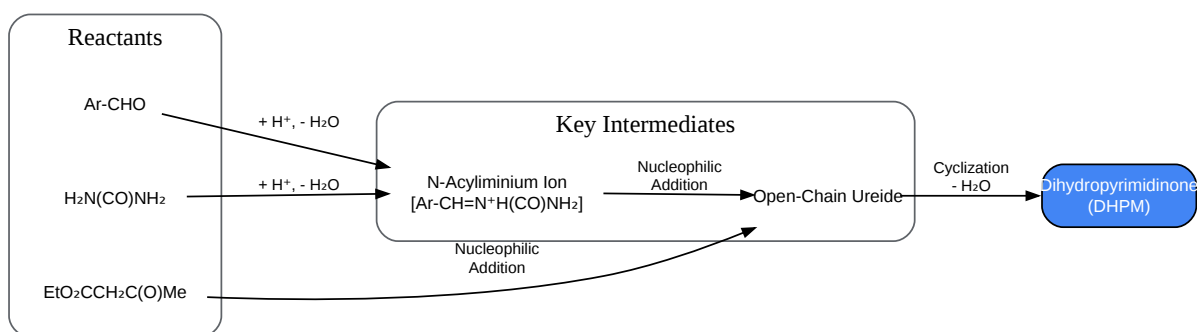 Reactants
Ar-CHO
+ H⁺, - H₂O
H₂N(CO)NH₂
+ H⁺, - H₂O
EtO₂CCH₂C(O)Me
Key Intermediates
N-Acyliminium Ion
[Ar-CH=N⁺H(CO)NH₂]
Nucleophilic
Addition
Open-Chain Ureide
Nucleophilic
Addition
Cyclization
- H₂O
Dihydropyrimidinone
(DHPM)